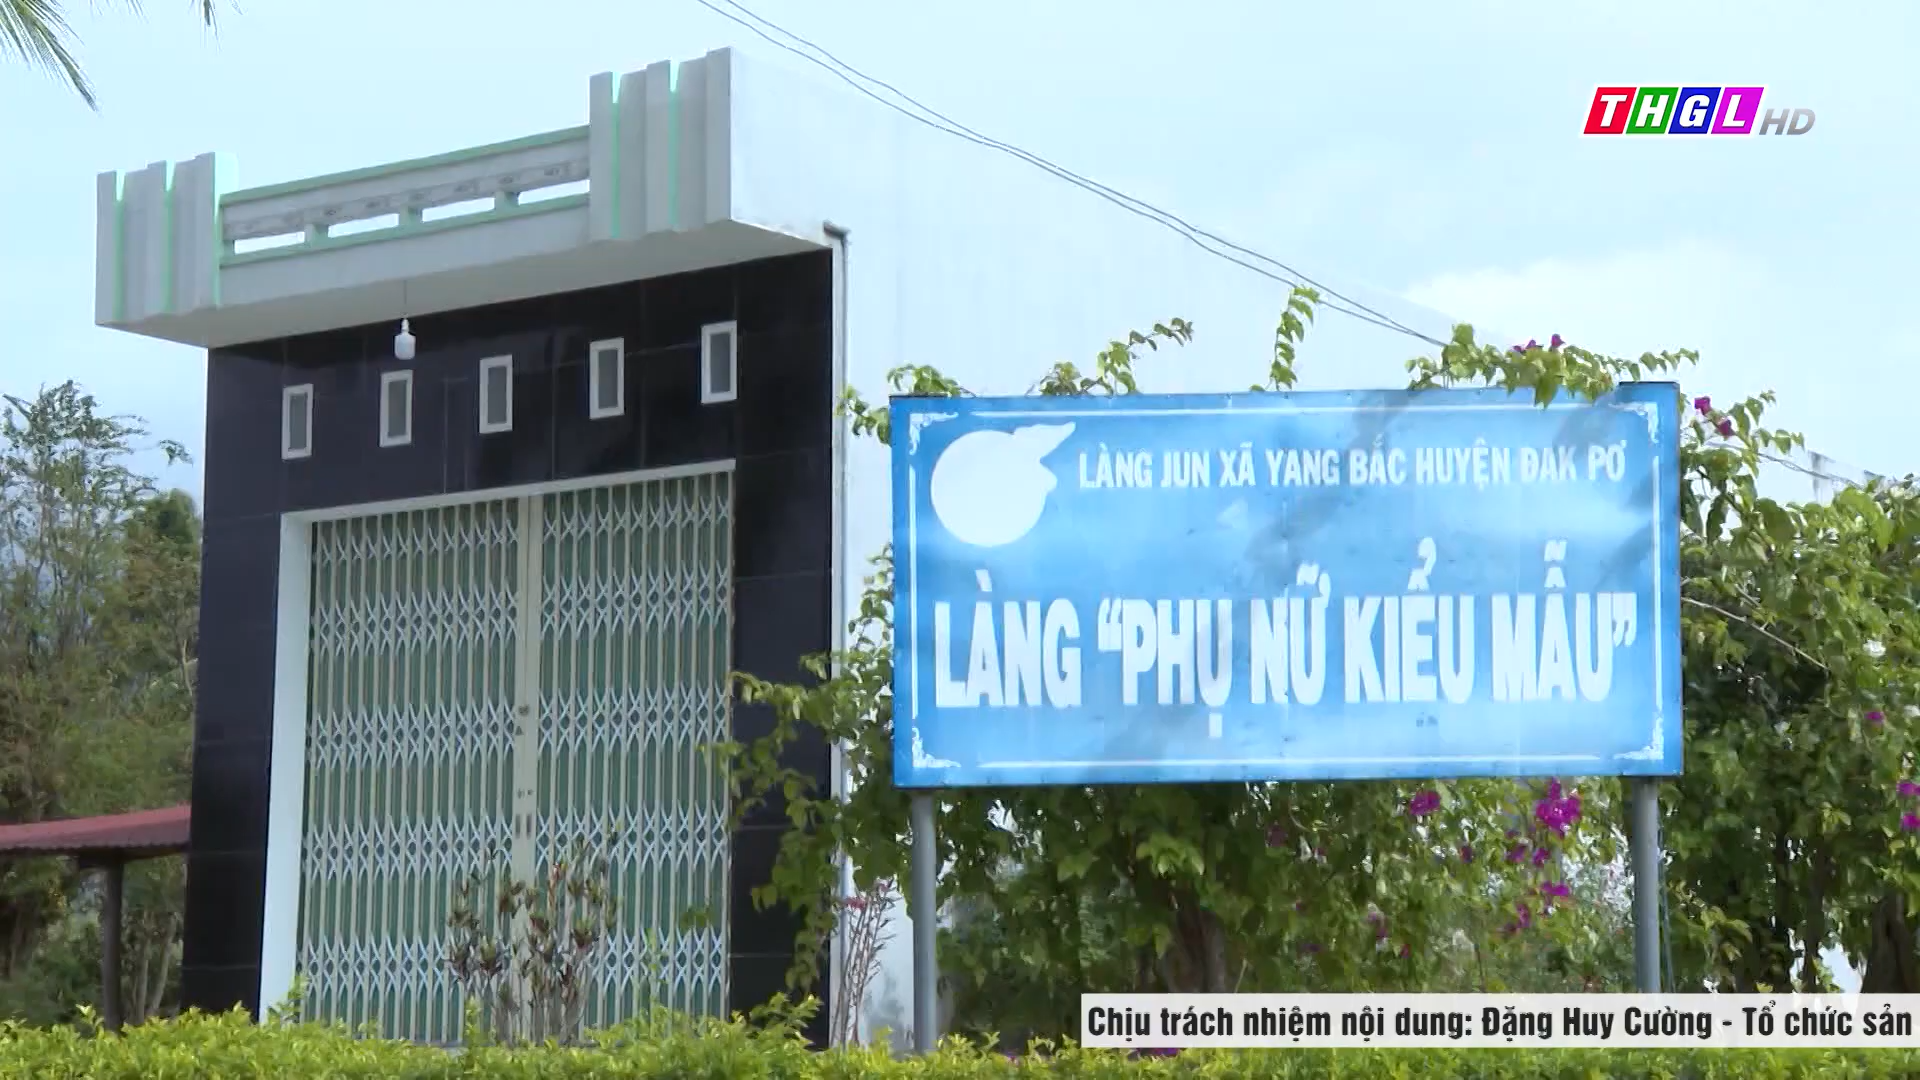 THGL HD
LÀNG JUN XÃ YANG BẮC HUYỆN ĐAK PƠ
LÀNG “PHỤ NỮ KIỂU MẪU”
Chịu trách nhiệm nội dung: Đặng Huy Cường - Tổ chức sản